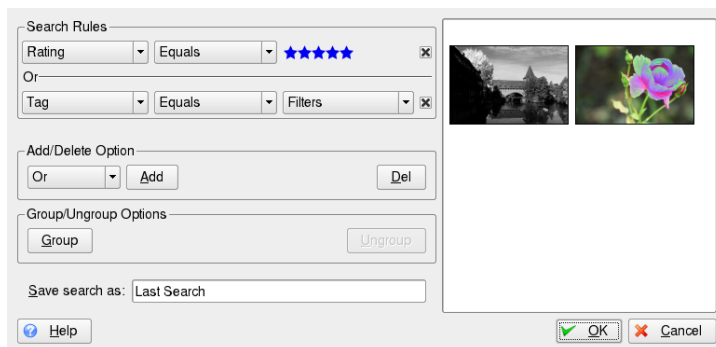 Search Rules
Rating Equals
Or
Tag Equals Filters
Add/Delete Option
Or Add Del
Group/Ungroup Options
Group Ungroup
Save search as: Last Search
Help OK Cancel